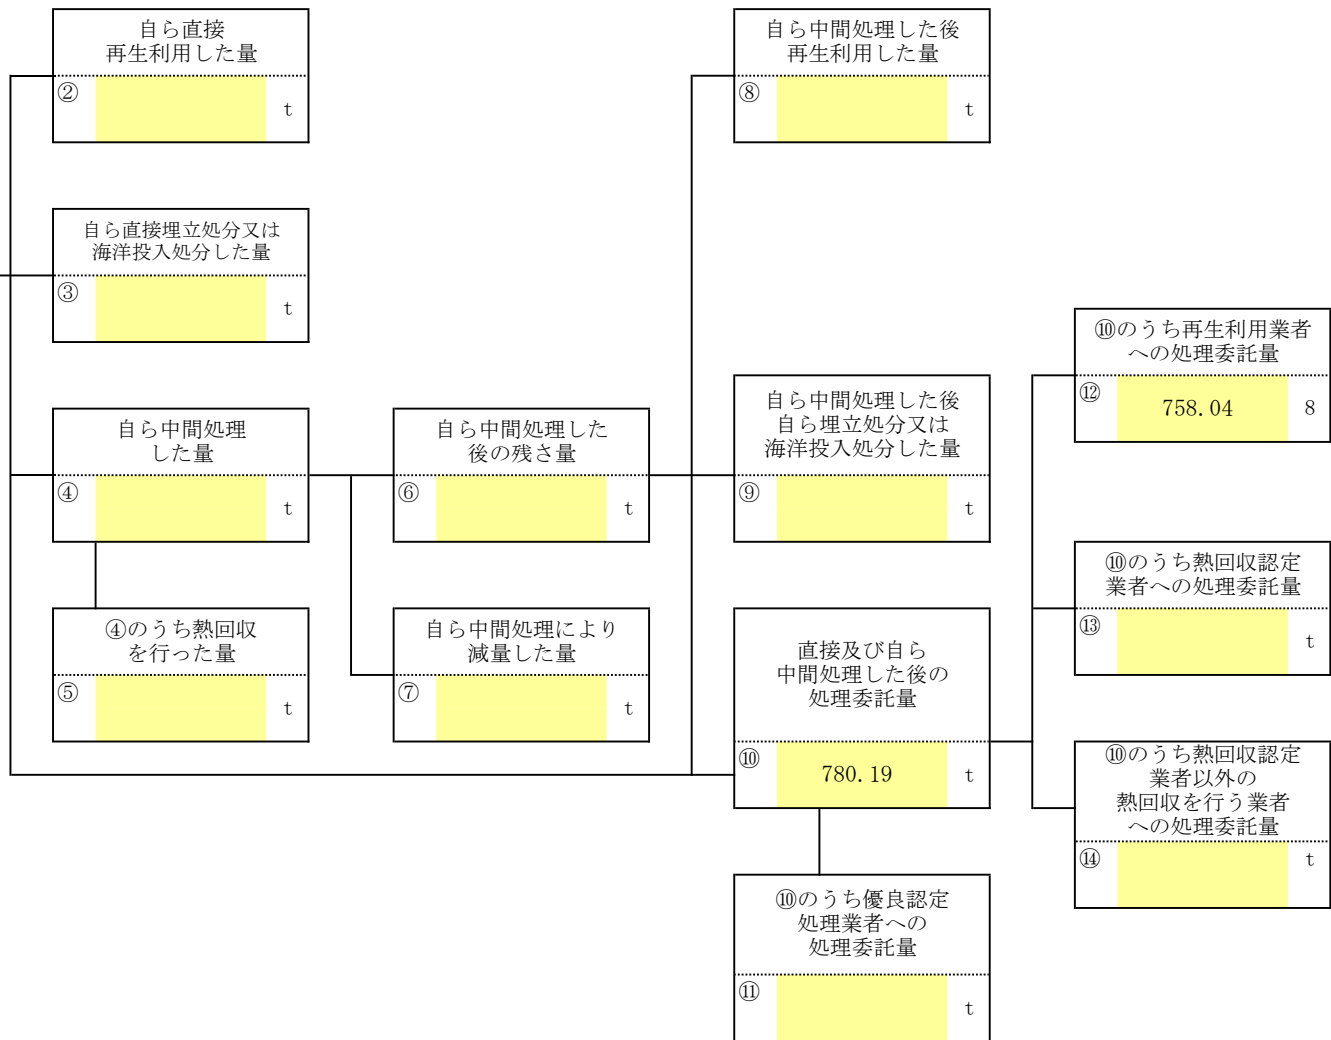 自ら直接
再生利用した量
②
t
自ら中間処理した後
再生利用した量
⑧
t
自ら直接埋立処分又は
海洋投入処分した量
③
t
⑩のうち再生利用業者
への処理委託量
⑫
758.04
8
自ら中間処理
した量
④
t
自ら中間処理した
後の残さ量
⑥
t
自ら中間処理した後
自ら埋立処分又は
海洋投入処分した量
⑨
t
⑩のうち熱回収認定
業者への処理委託量
⑬
t
④のうち熱回収
を行った量
⑤
t
自ら中間処理により
減量した量
⑦
t
直接及び自ら
中間処理した後の
処理委託量
⑩
780.19
t
⑩のうち熱回収認定
業者以外の
熱回収を行う業者
への処理委託量
⑭
t
⑩のうち優良認定
処理業者への
処理委託量
⑪
t